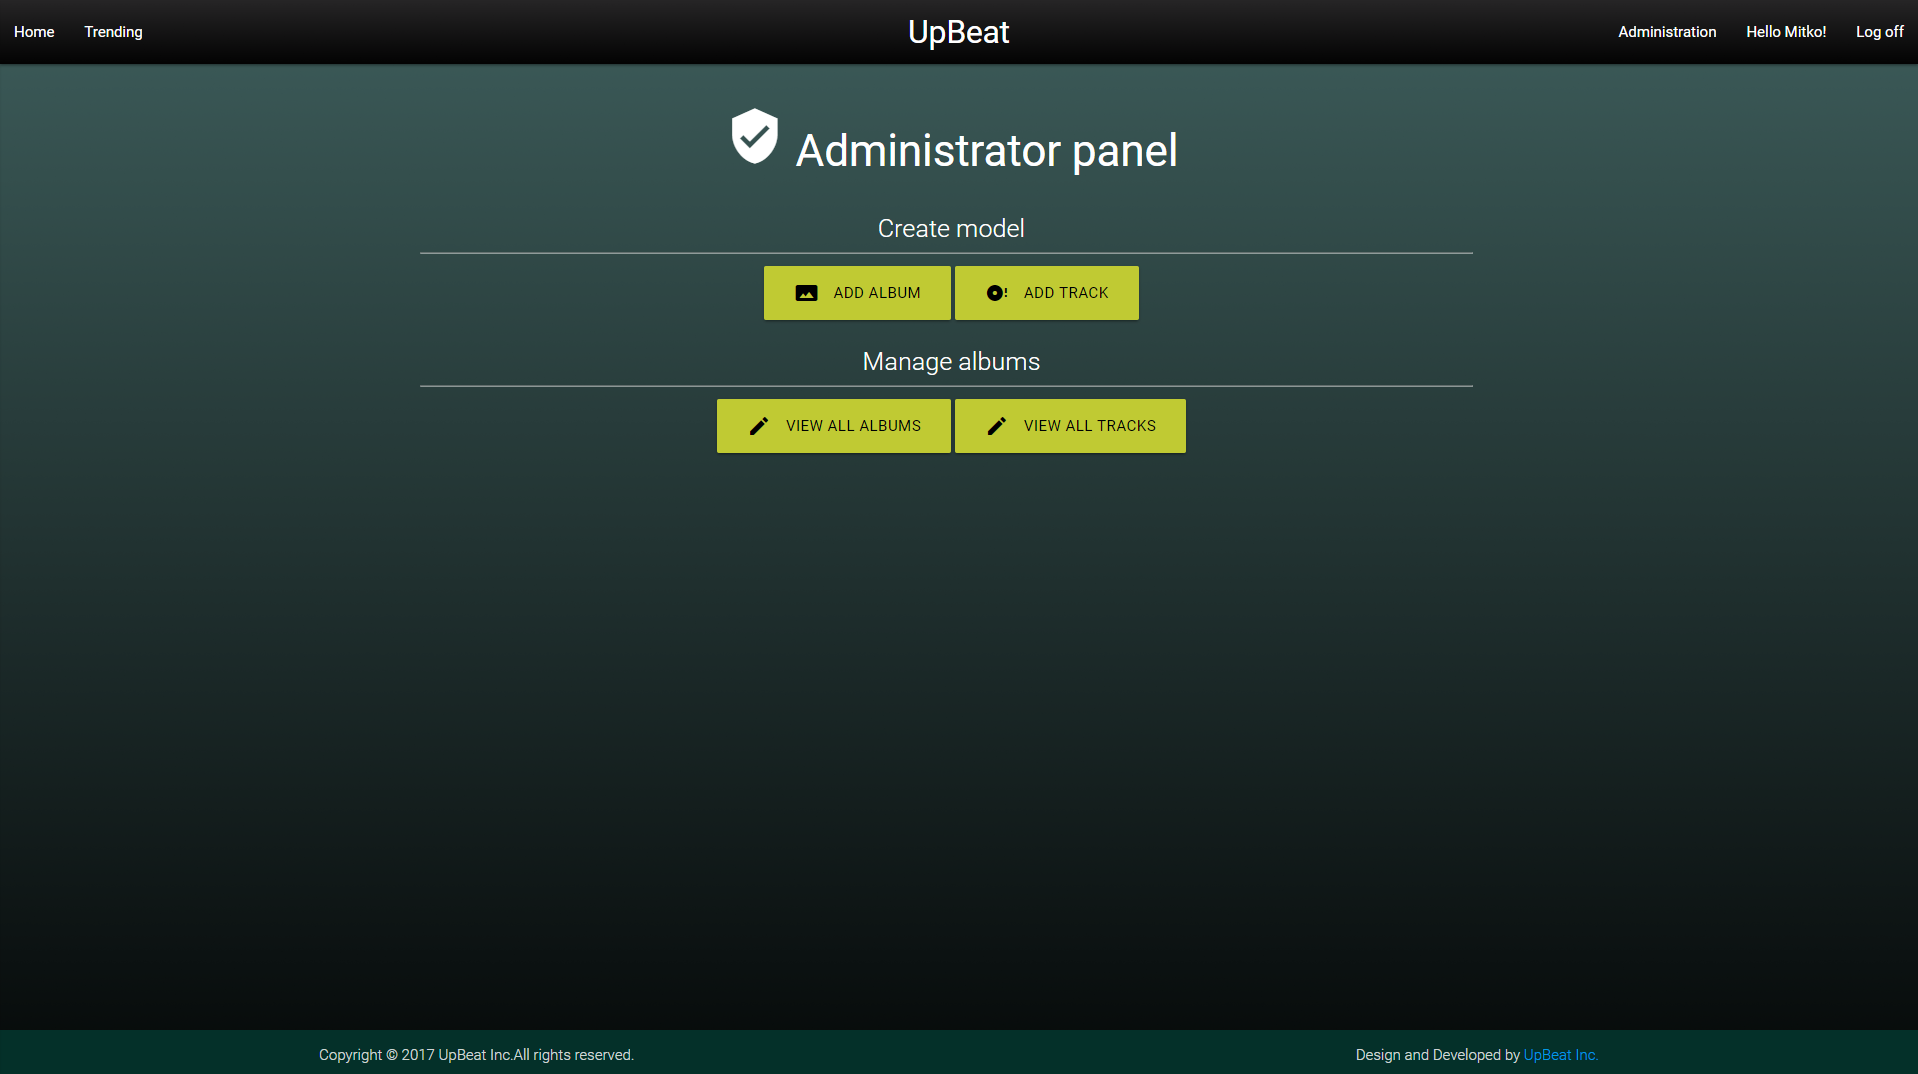 Home Trending UpBeat Administration Hello Mitko! Log off
Administrator panel
Create model
ADD ALBUM ADD TRACK
Manage albums
VIEW ALL ALBUMS VIEW ALL TRACKS
Copyright © 2017 UpBeat Inc.All rights reserved. Design and Developed by UpBeat Inc.